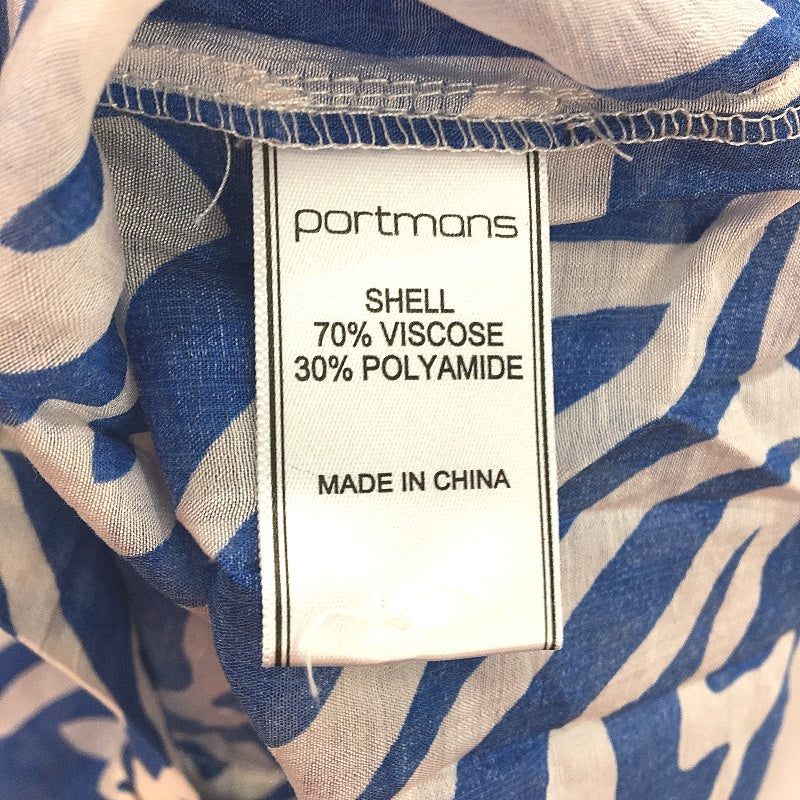 portmans
SHELL
70% VISCOSE
30% POLYAMIDE
MADE IN CHINA